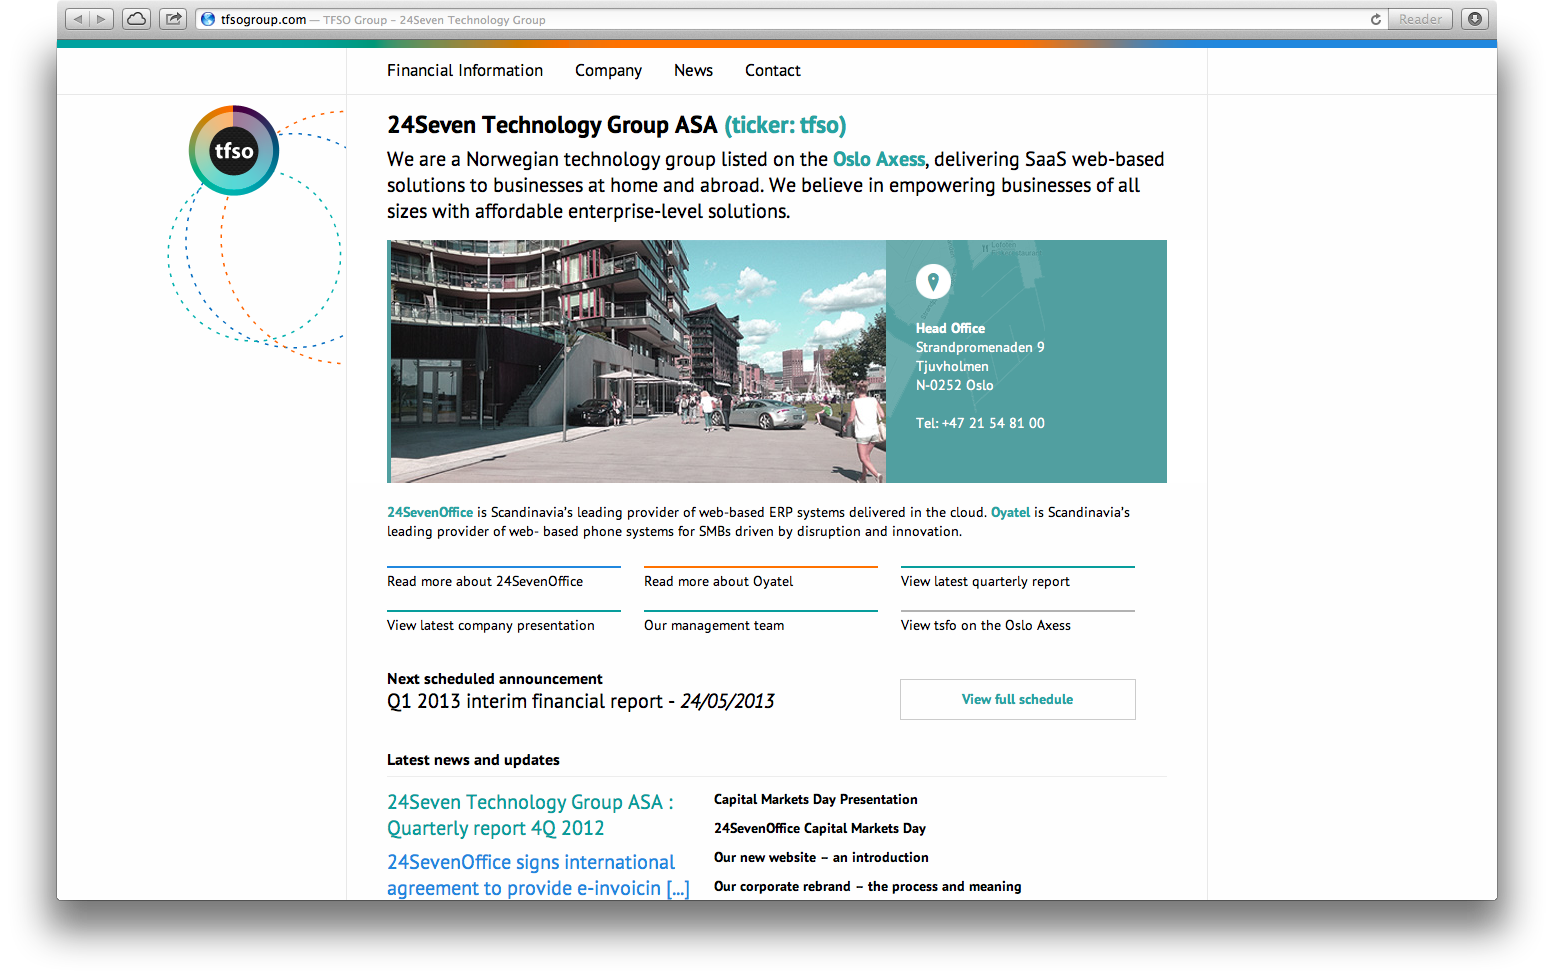 tfsogroup.com — TFSO Group – 24Seven Technology Group
Reader
Financial Information Company News Contact
tfso
24Seven Technology Group ASA (ticker: tfso)
We are a Norwegian technology group listed on the Oslo Axess, delivering SaaS web-based
solutions to businesses at home and abroad. We believe in empowering businesses of all
sizes with affordable enterprise-level solutions.
Lofoten
Head Office
Strandpromenaden 9
Tjuvholmen
N-0252 Oslo
Tel: +47 21 54 81 00
24SevenOffice is Scandinavia's leading provider of web-based ERP systems delivered in the cloud. Oyatel is Scandinavia's
leading provider of web- based phone systems for SMBs driven by disruption and innovation.
Read more about 24SevenOffice Read more about Oyatel View latest quarterly report
View latest company presentation Our management team View tsfo on the Oslo Axess
Next scheduled announcement
Q1 2013 interim financial report - 24/05/2013
View full schedule
Latest news and updates
24Seven Technology Group ASA :
Quarterly report 4Q 2012
24SevenOffice signs international
agreement to provide e-invoicin [...]
Capital Markets Day Presentation
24SevenOffice Capital Markets Day
Our new website – an introduction
Our corporate rebrand – the process and meaning